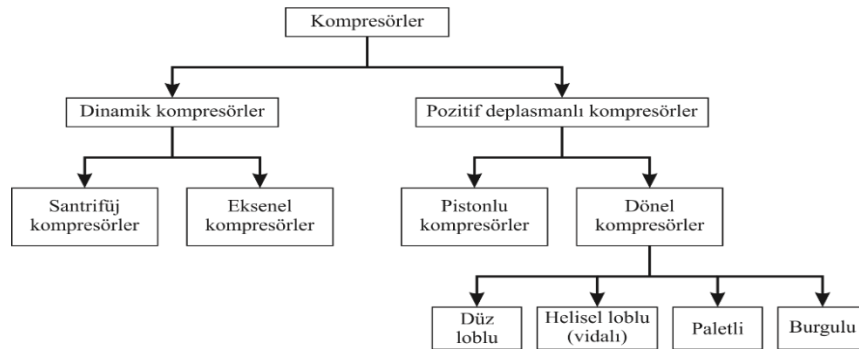 Kompresörler
Dinamik kompresörler
Pozitif deplasmanlı kompresörler
Santrifüj
kompresörler
Eksenel
kompresörler
Pistonlu
kompresörler
Dönel
kompresörler
Düz
loblu
Helisel loblu
(vidalı)
Paletli
Burgulu